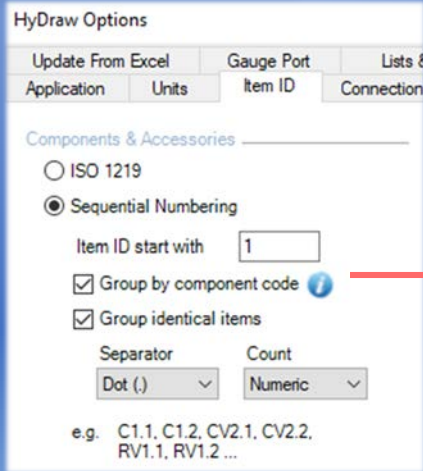 HyDraw Options
Update From Excel Gauge Port Lists &
Application Units Item ID Connection
Components & Accessories
ISO 1219
Sequential Numbering
Item ID start with 1
Group by component code i
Group identical items
Separator Count
Dot (.) Numeric
e.g. C1.1, C1.2, CV2.1, CV2.2,
RV1.1, RV1.2 ...